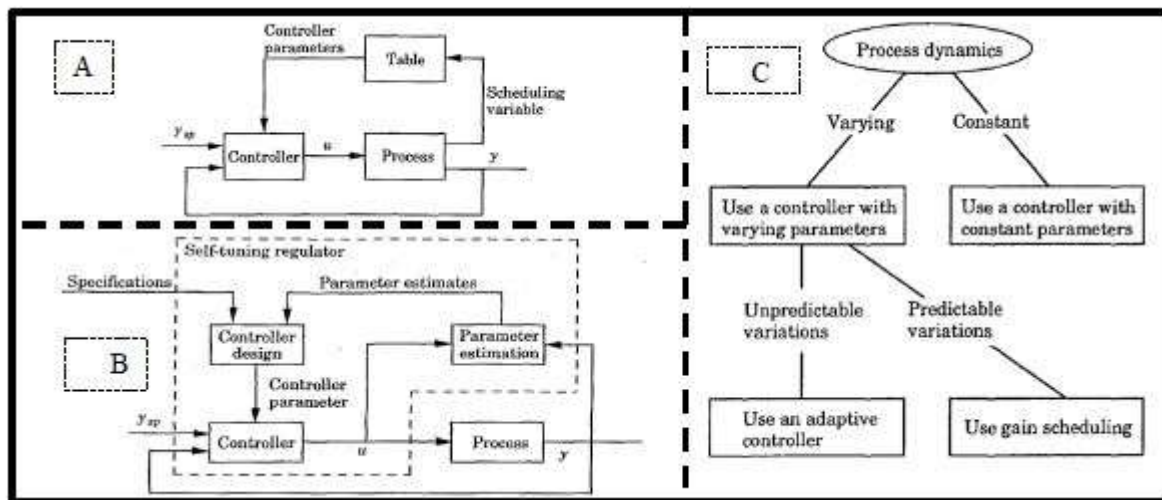 A
Controller
parameters
Table
Scheduling
variable
y_sp
Controller
u
Process
y
B
Self-tuning regulator
Specifications
Parameter estimates
Controller
design
Parameter
estimation
Controller
parameter
y_sp
Controller
u
Process
y
C
Process dynamics
Varying
Constant
Use a controller with
varying parameters
Use a controller with
constant parameters
Unpredictable
variations
Predictable
variations
Use an adaptive
controller
Use gain scheduling